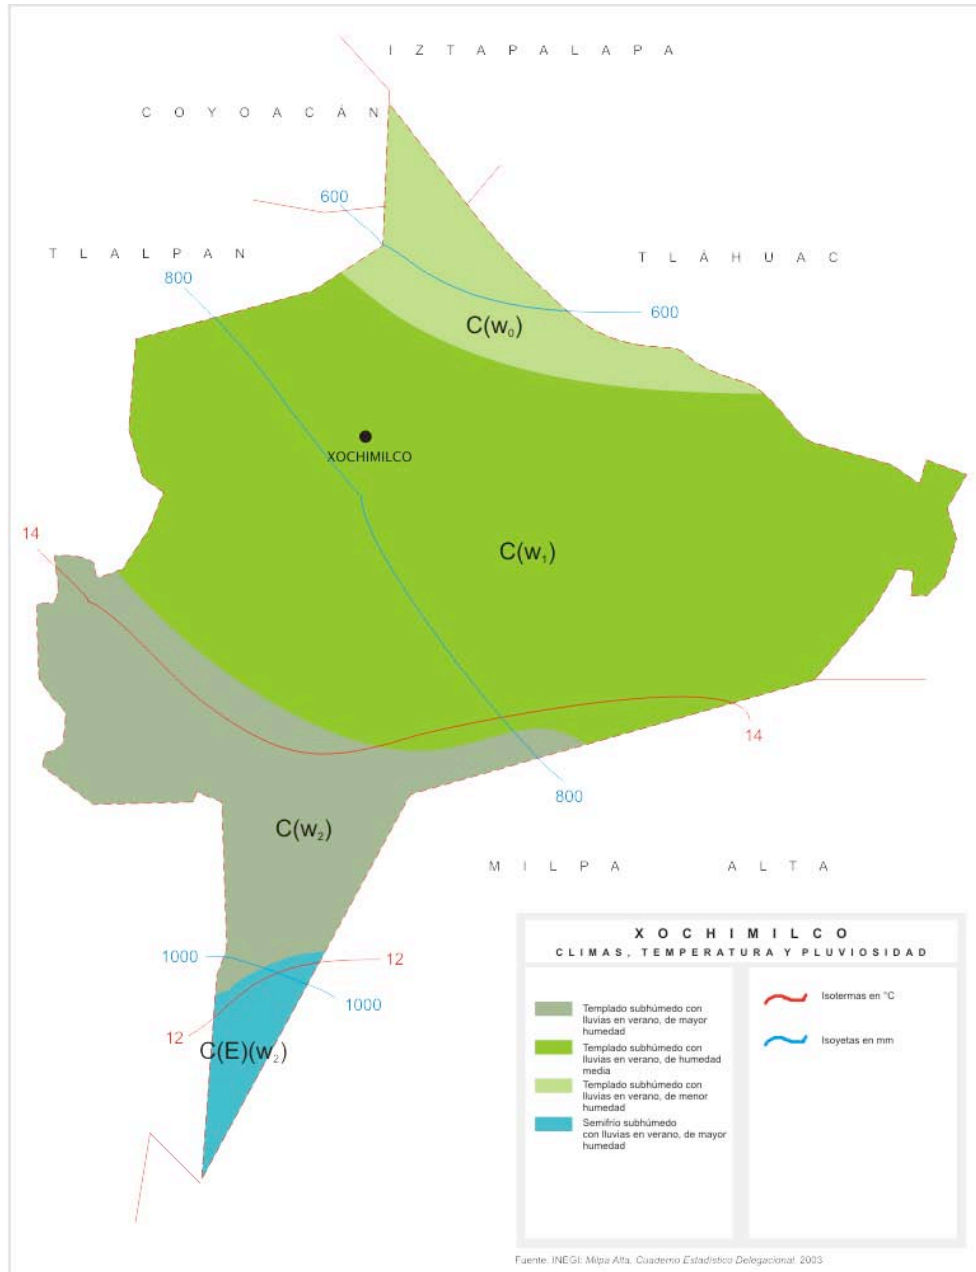 I Z T A P A L A P A
C O Y O A C Á N
600
T L A L P A N
T L Á H U A C
800
600
C(w₀)
XOCHIMILCO
14
C(w₁)
14
800
C(w₂)
M I L P A A L T A
1000
12
1000
12
C(E)(w₂)
X O C H I M I L C O
CLIMAS, TEMPERATURA Y PLUVIOSIDAD
Templado subhúmedo con
lluvias en verano, de mayor
humedad
Templado subhúmedo con
lluvias en verano, de humedad
media
Templado subhúmedo con
lluvias en verano, de menor
humedad
Semifrío subhúmedo
con lluvias en verano, de mayor
humedad
Isotermas en °C
Isoyetas en mm
Fuente: INEGI: Milpa Alta, Cuaderno Estadístico Delegacional, 2003